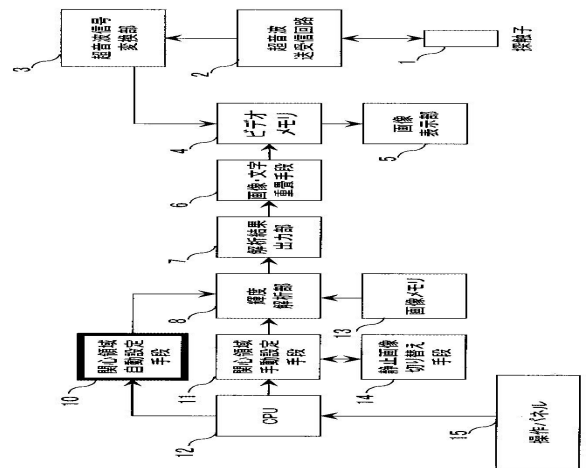 3
超音波信号
変換部
2
超音波
送受信回路
1
探触子
4
ビデオ
メモリ
5
画像
表示部
6
画像・文字
重畳手段
7
解析結果
出力部
8
輝度
解析部
13
画像メモリ
10
関心領域
自動設定
手段
11
関心領域
手動設定
手段
14
静止画像
切り替え
手段
12
CPU
15
操作パネル